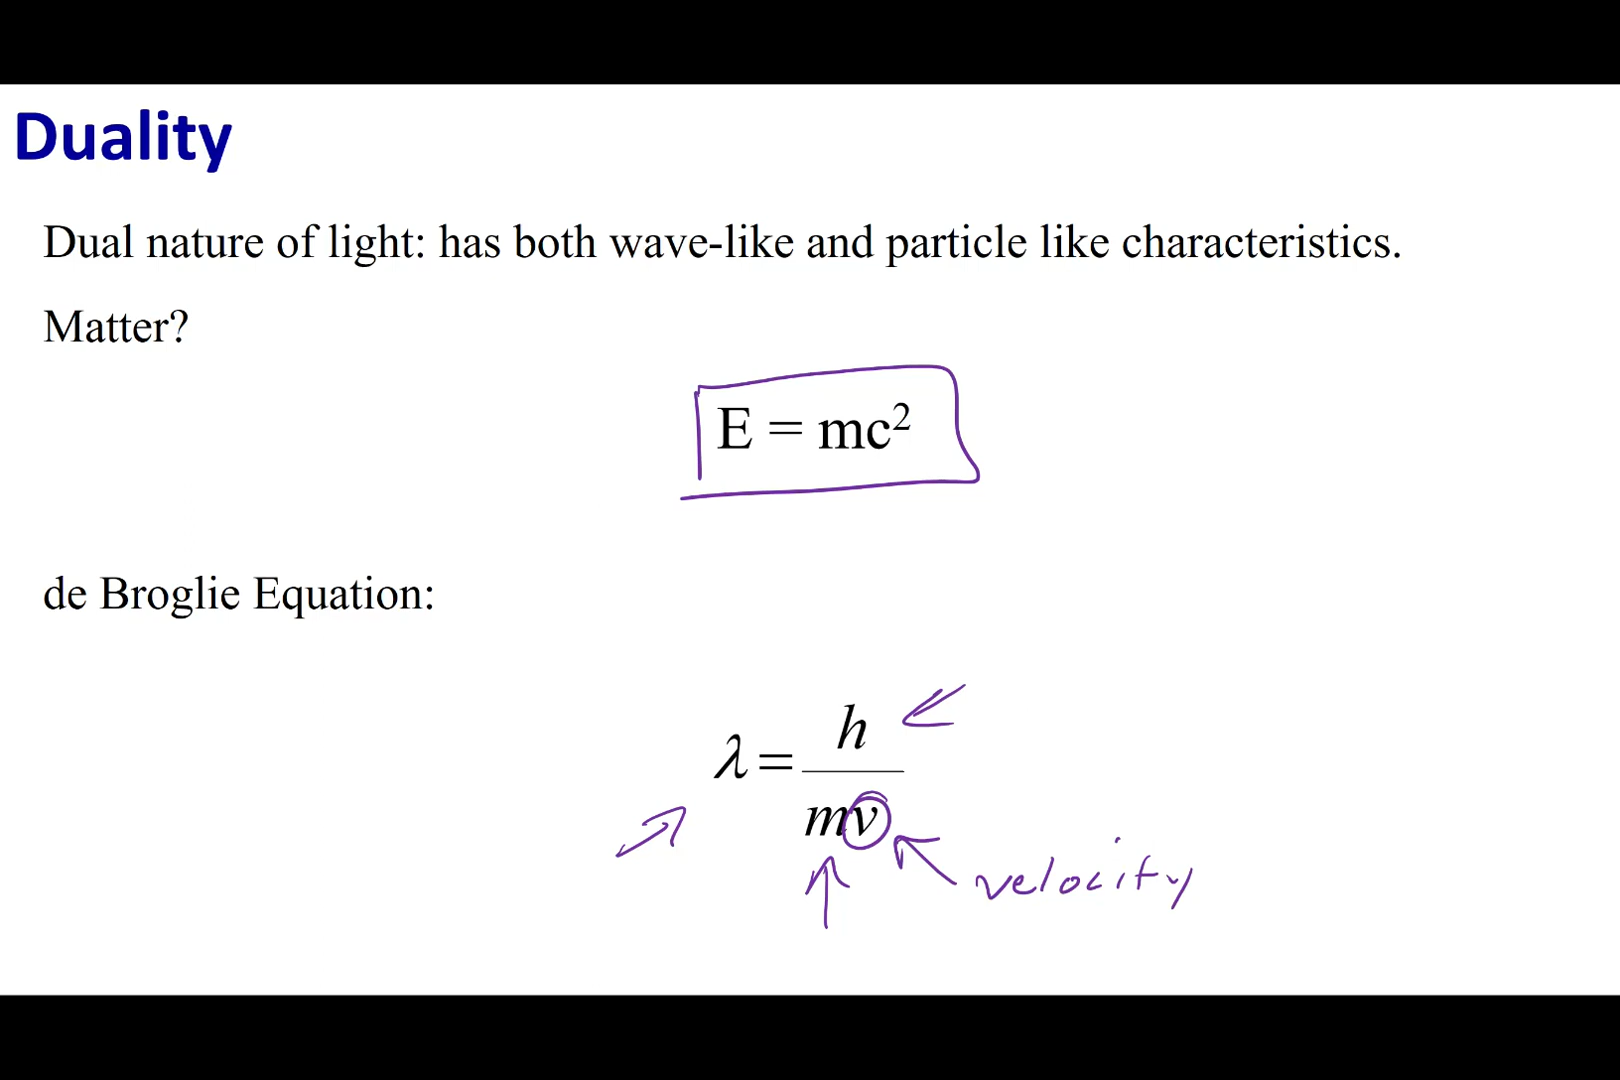 Duality
Dual nature of light: has both wave-like and particle like characteristics.
Matter?
E = mc²
de Broglie Equation:
λ = h / mv
velocity